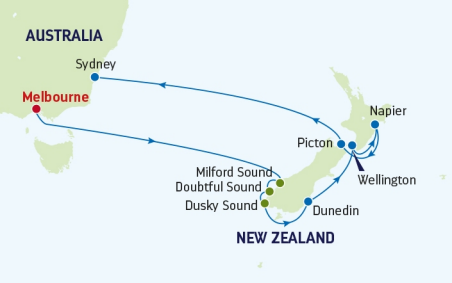 AUSTRALIA
Sydney
Melbourne
Napier
Picton
Milford Sound
Wellington
Doubtful Sound
Dusky Sound
Dunedin
NEW ZEALAND